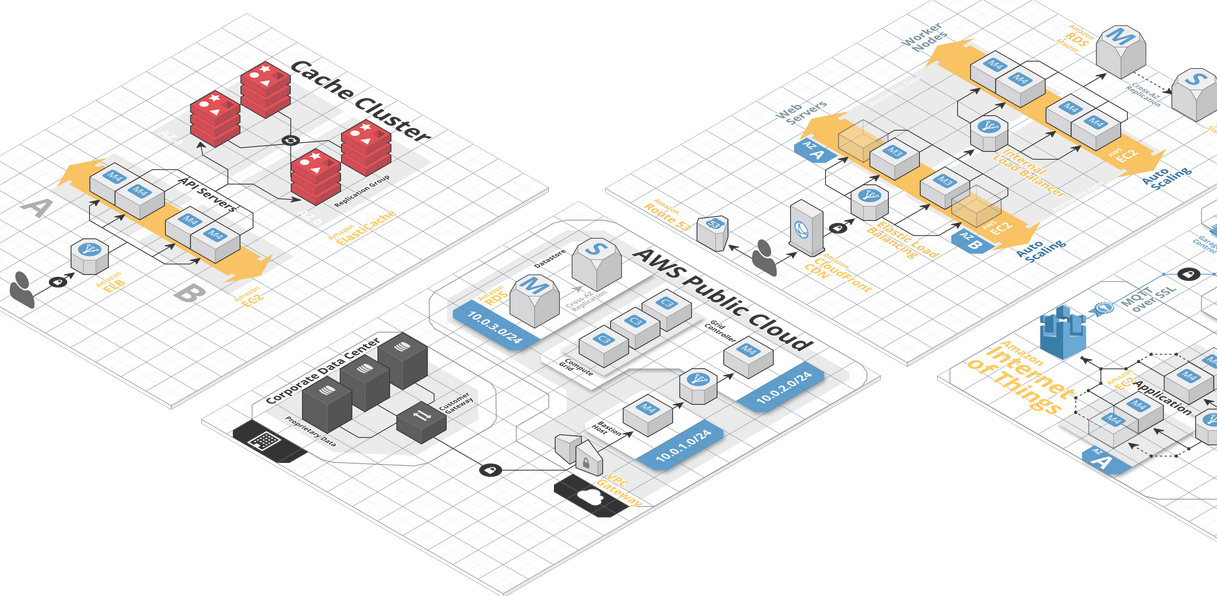 Cache Cluster
Replication Group
Amazon
ElastiCache
API Servers
M4
M4
M4
M4
A
B
Amazon
ELB
Amazon
EC2
Corporate Data Center
Proprietary Data
Customer
Gateway
AWS Public Cloud
Datastore
S
M
Amazon
RDS
Cross-AZ
Replication
10.0.3.0/24
C3
C3
C3
Compute
Grid
Grid
Controller
M4
10.0.2.0/24
M4
Bastion
Host
10.0.1.0/24
VPC
Gateway
Worker
Nodes
M4
M4
M4
M4
AWS
EC2
Auto
Scaling
Amazon
RDS
Master
M
S
Cross-AZ
Replication
Internal
Load Balancer
Web
Servers
AZ
A
M3
M3
AWS
EC2
AZ
B
Auto
Scaling
Elastic Load
Balancing
Amazon
Route 53
53
Amazon
Cloudfront
CDN
MQTT
over SSL
Amazon
Internet
of Things
Amazon
EC2
Application
M4
M4
M4
AZ
A